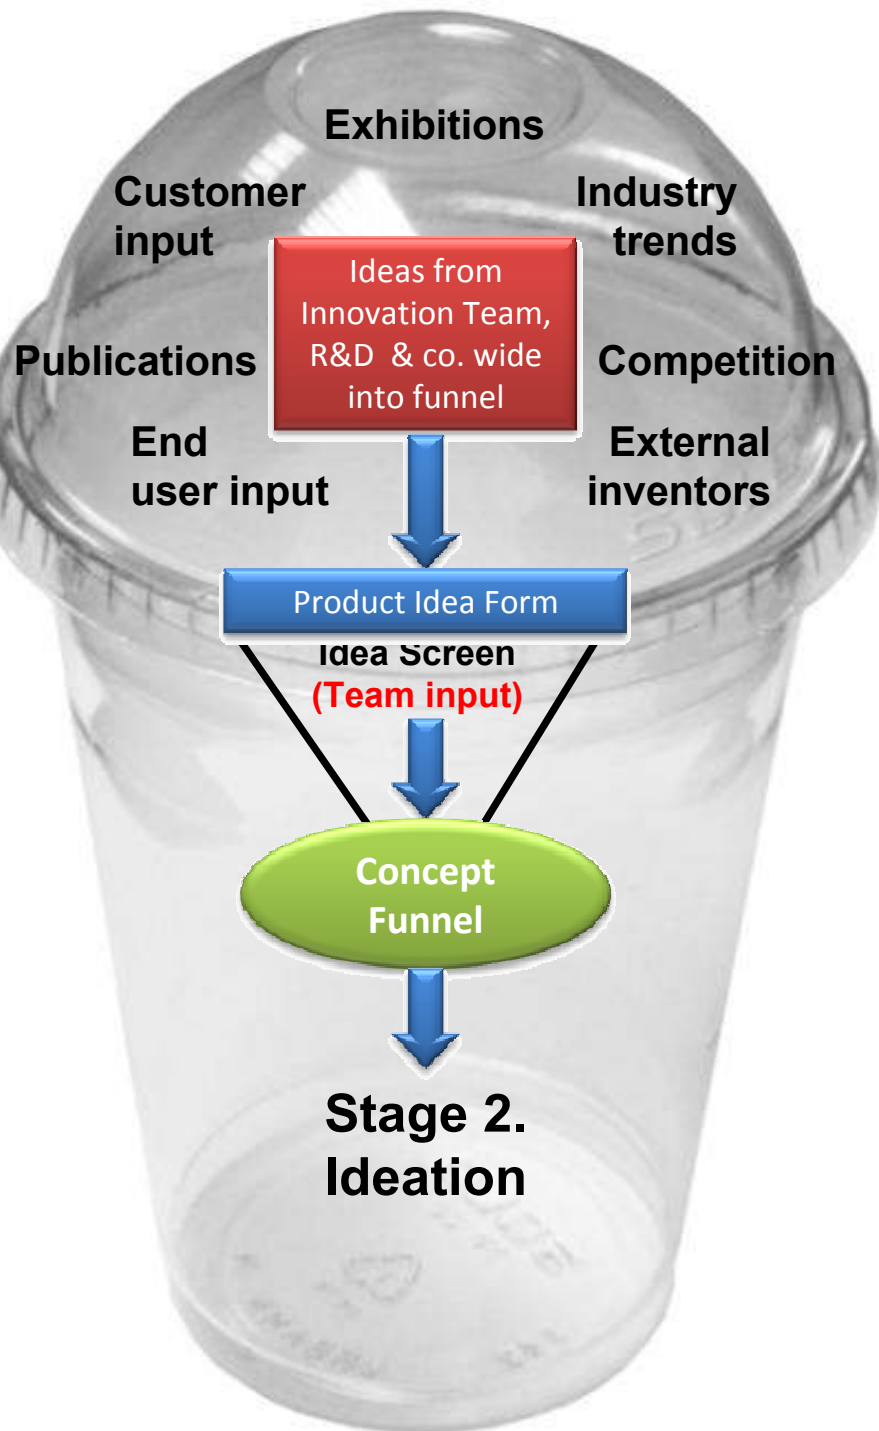 Exhibitions
Customer
input
Industry
trends
Ideas from
Innovation Team,
R&D & co. wide
into funnel
Publications
Competition
End
user input
External
inventors
Product Idea Form
Idea Screen
(Team input)
Concept
Funnel
Stage 2.
Ideation